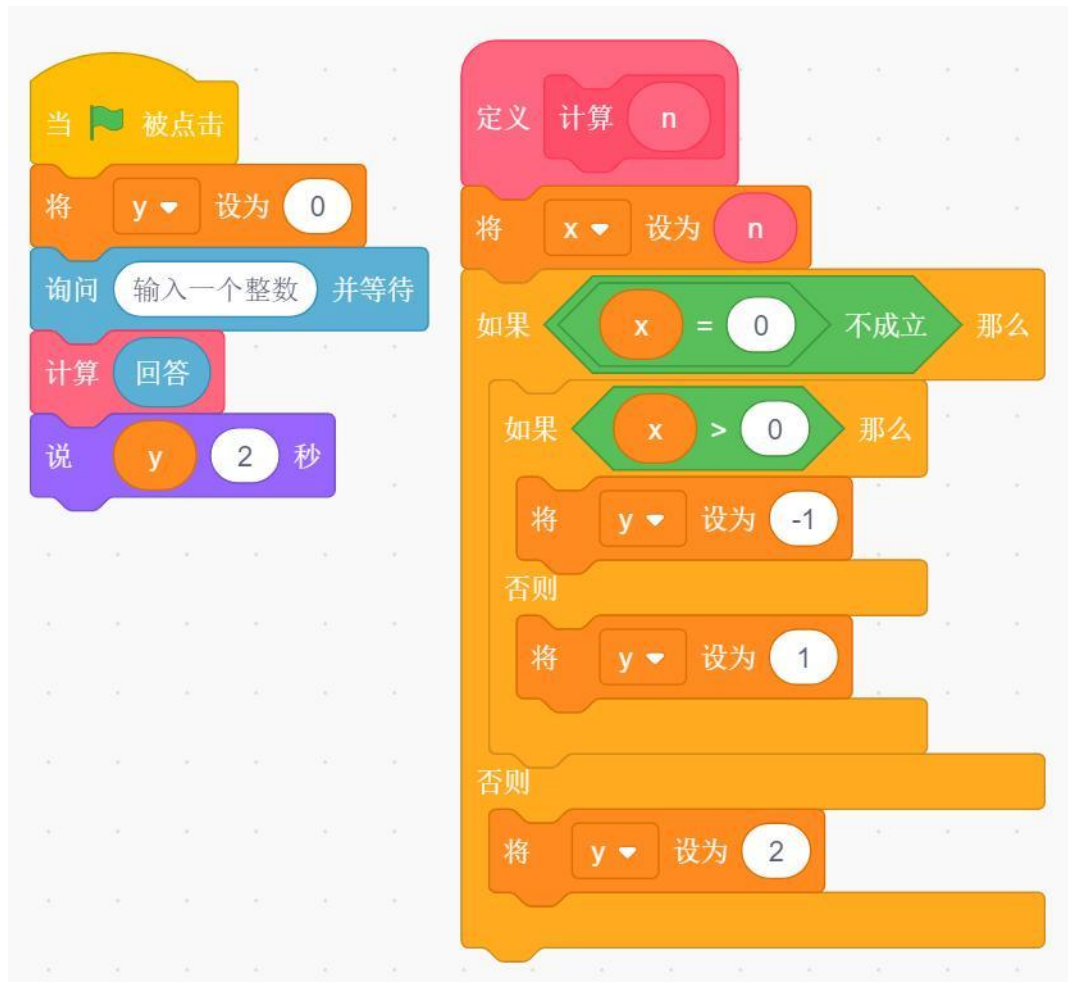 当 被点击
将 y 设为 0
询问 输入一个整数 并等待
计算 回答
说 y 2 秒
定义 计算 n
将 x 设为 n
如果 x = 0 不成立 那么
如果 x > 0 那么
将 y 设为 -1
否则
将 y 设为 1
否则
将 y 设为 2